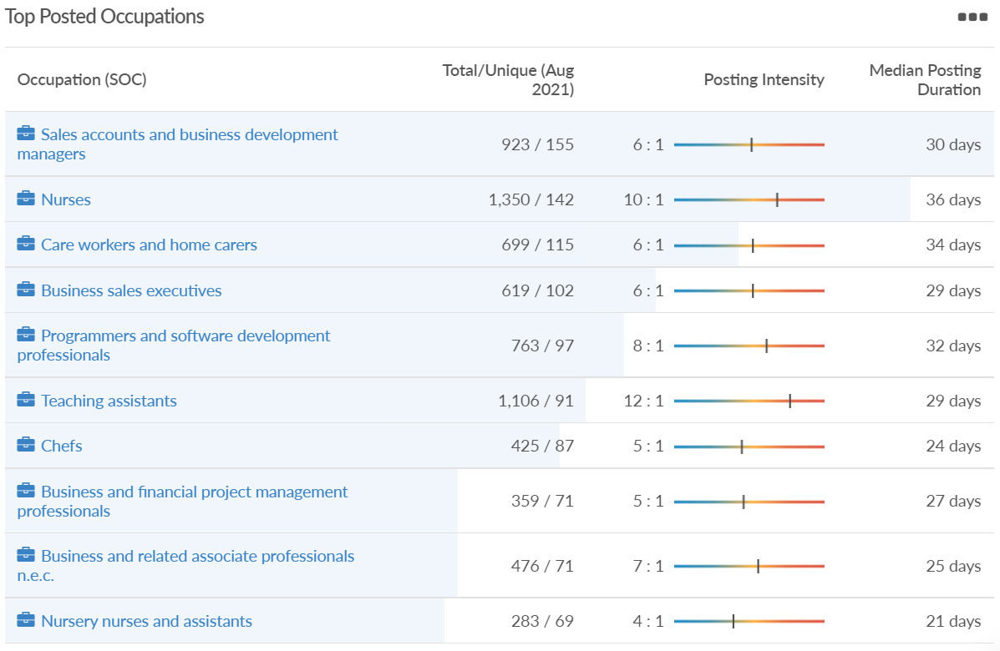 Top Posted Occupations
Occupation (SOC)
Total/Unique (Aug
2021)
Posting Intensity
Median Posting
Duration
Sales accounts and business development
managers
923 / 155
6 : 1
30 days
Nurses
1,350 / 142
10 : 1
36 days
Care workers and home carers
699 / 115
6 : 1
34 days
Business sales executives
619 / 102
6 : 1
29 days
Programmers and software development
professionals
763 / 97
8 : 1
32 days
Teaching assistants
1,106 / 91
12 : 1
29 days
Chefs
425 / 87
5 : 1
24 days
Business and financial project management
professionals
359 / 71
5 : 1
27 days
Business and related associate professionals
n.e.c.
476 / 71
7 : 1
25 days
Nursery nurses and assistants
283 / 69
4 : 1
21 days